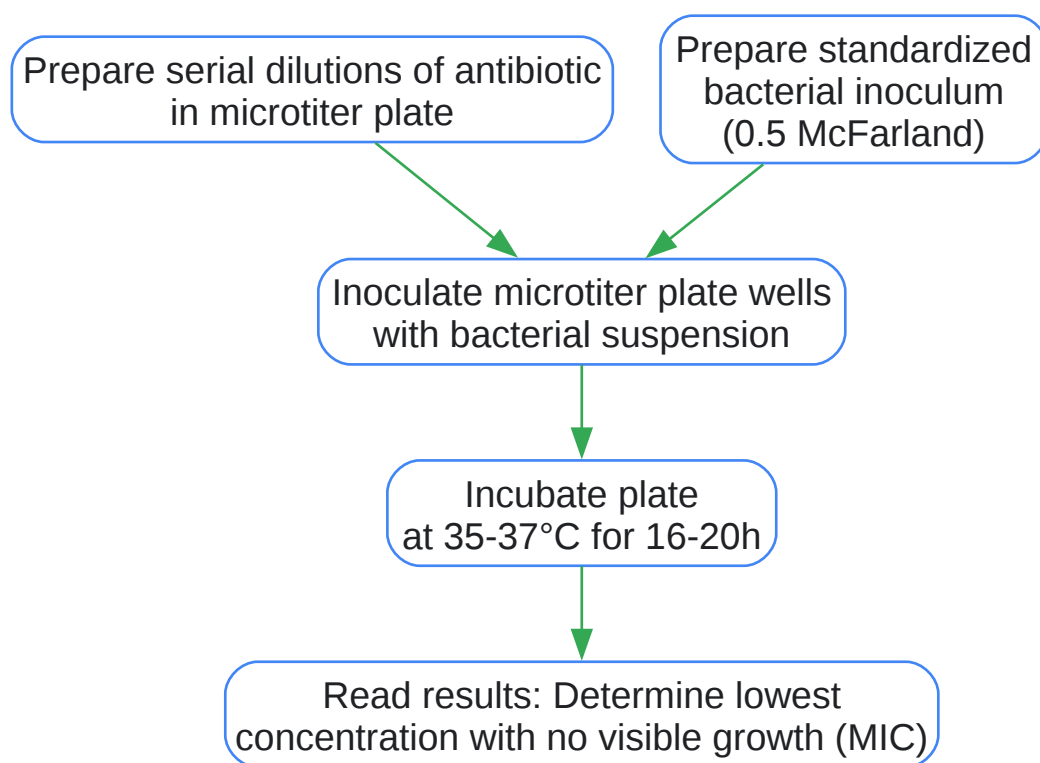 Prepare serial dilutions of antibiotic
in microtiter plate
Prepare standardized
bacterial inoculum
(0.5 McFarland)
Inoculate microtiter plate wells
with bacterial suspension
Incubate plate
at 35-37°C for 16-20h
Read results: Determine lowest
concentration with no visible growth (MIC)